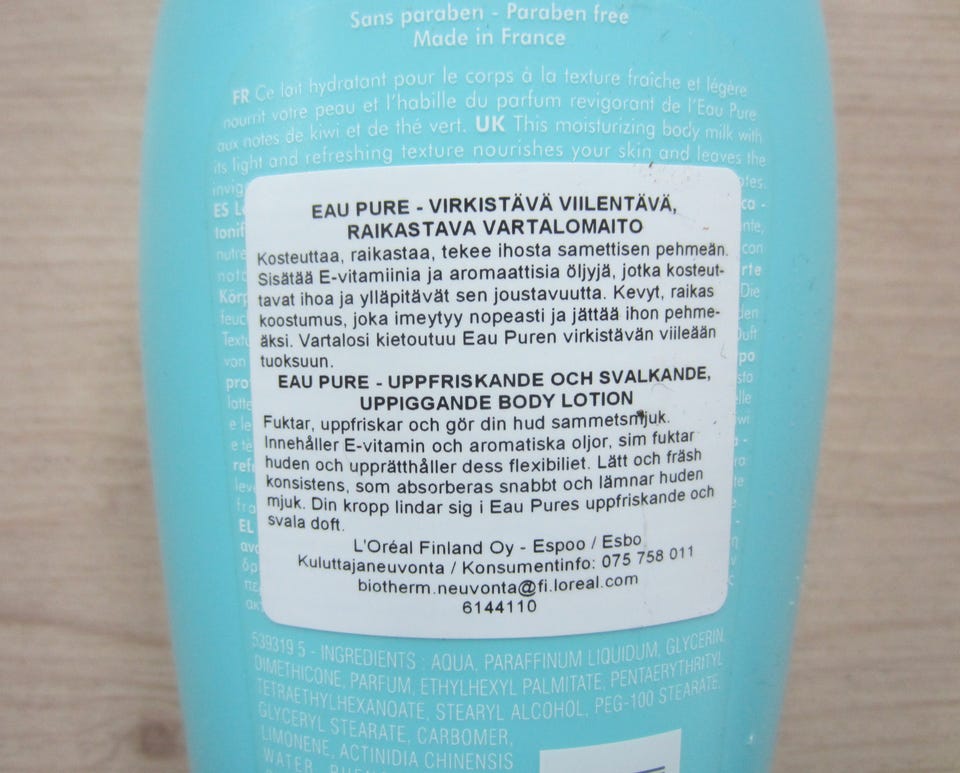 Sans paraben - Paraben free
Made in France
FR Ce lait hydratant pour le corps à la texture fraîche et légère
nourrit votre peau et l'habille du parfum revigorant de l'Eau Pure
aux notes de kiwi et de thé vert. UK This moisturizing body milk with
its light and refreshing texture nourishes your skin and leaves the
EAU PURE - VIRKISTÄVÄ VIILENTÄVÄ,
RAIKASTAVA VARTALOMAITO
Kosteuttaa, raikastaa, tekee ihosta samettisen pehmeän.
Sisätää E-vitamiinia ja aromaattisia öljyjä, jotka kosteut-
tavat ihoa ja ylläpitävät sen joustavuutta. Kevyt, raikas
koostumus, joka imeytyy nopeasti ja jättää ihon pehme-
äksi. Vartalosi kietoutuu Eau Puren virkistävän viileään
tuoksuun.
EAU PURE - UPPFRISKANDE OCH SVALKANDE,
UPPIGGANDE BODY LOTION
Fuktar, uppfriskar och gör din hud sammetsmjuk.
Innehåller E-vitamin och aromatiska oljor, sim fuktar
huden och upprätthåller dess flexibiliet. Lätt och fräsh
konsistens, som absorberas snabbt och lämnar huden
mjuk. Din kropp lindar sig i Eau Pures uppfriskande och
svala doft.
L'Oréal Finland Oy - Espoo / Esbo
Kuluttajaneuvonta / Konsumentinfo: 075 758 011
biotherm.neuvonta@fi.loreal.com
6144110
539319 5 - INGREDIENTS : AQUA, PARAFFINUM LIQUIDUM, GLYCERIN,
DIMETHICONE, PARFUM, ETHYLHEXYL PALMITATE, PENTAERYTHRITYL
TETRAETHYLHEXANOATE, STEARYL ALCOHOL, PEG-100 STEARATE,
GLYCERYL STEARATE, CARBOMER,
LIMONENE, ACTINIDIA CHINENSIS
WATER,